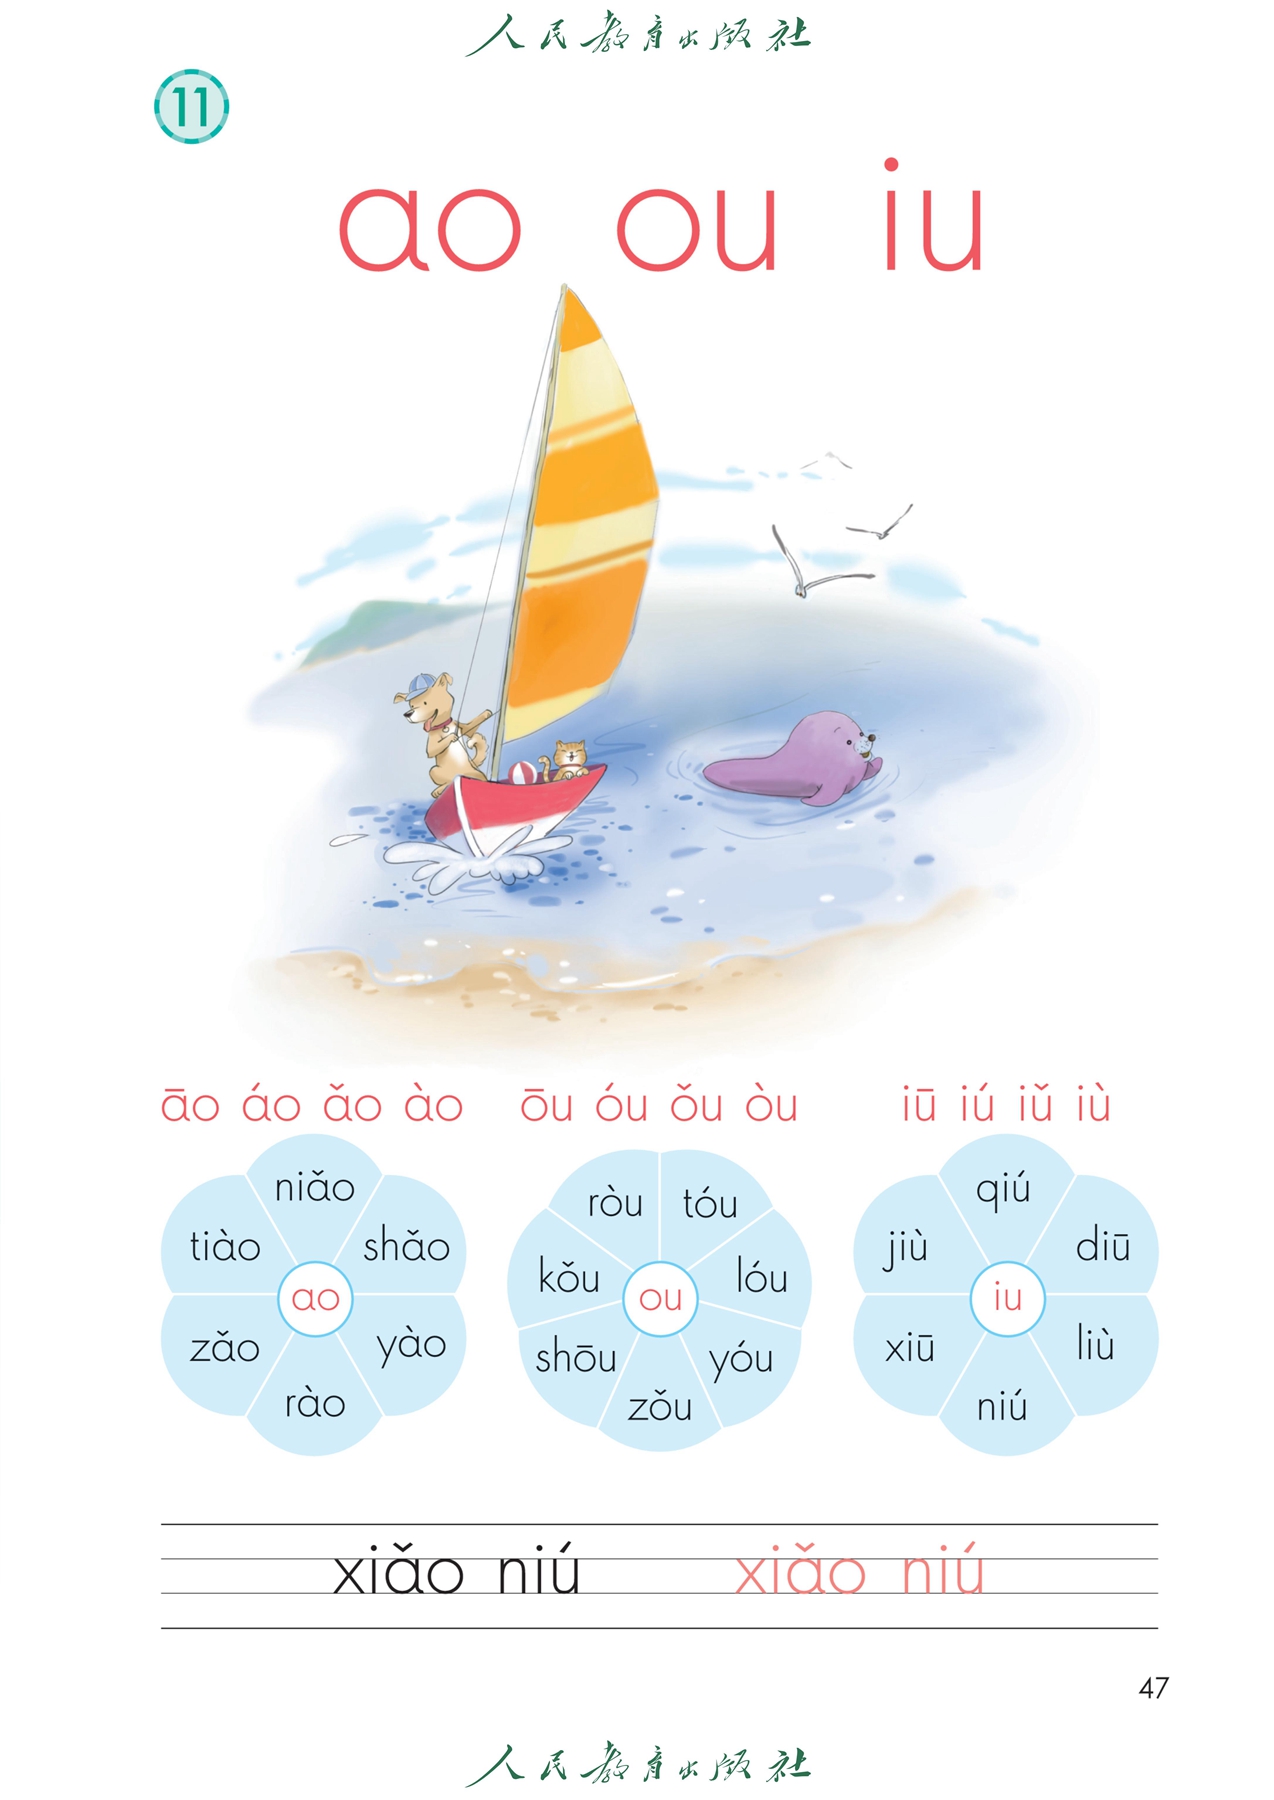 人民教育出版社
11
ɑo ou iu
āo áo ǎo ào ōu óu ǒu òu iū iú iǔ iù
niǎo
tiào shǎo
ɑo
zǎo yào
rào
ròu tóu
kǒu lóu
ou
shōu yóu
zǒu
qiú
jiù diū
iu
xiū liù
niú
xiǎo niú xiǎo niú
47
人民教育出版社